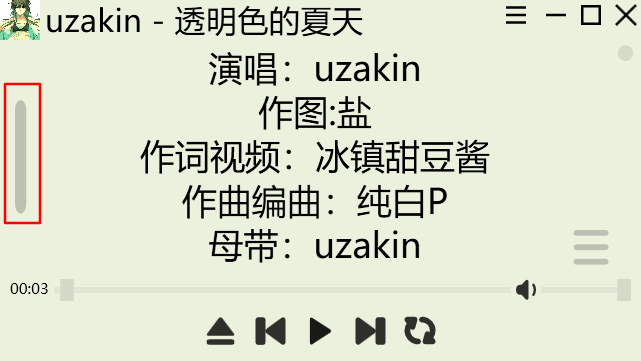 uzakin - 透明色的夏天
演唱：uzakin
作图:盐
作词视频：冰镇甜豆酱
作曲编曲：纯白P
母带：uzakin
00:03